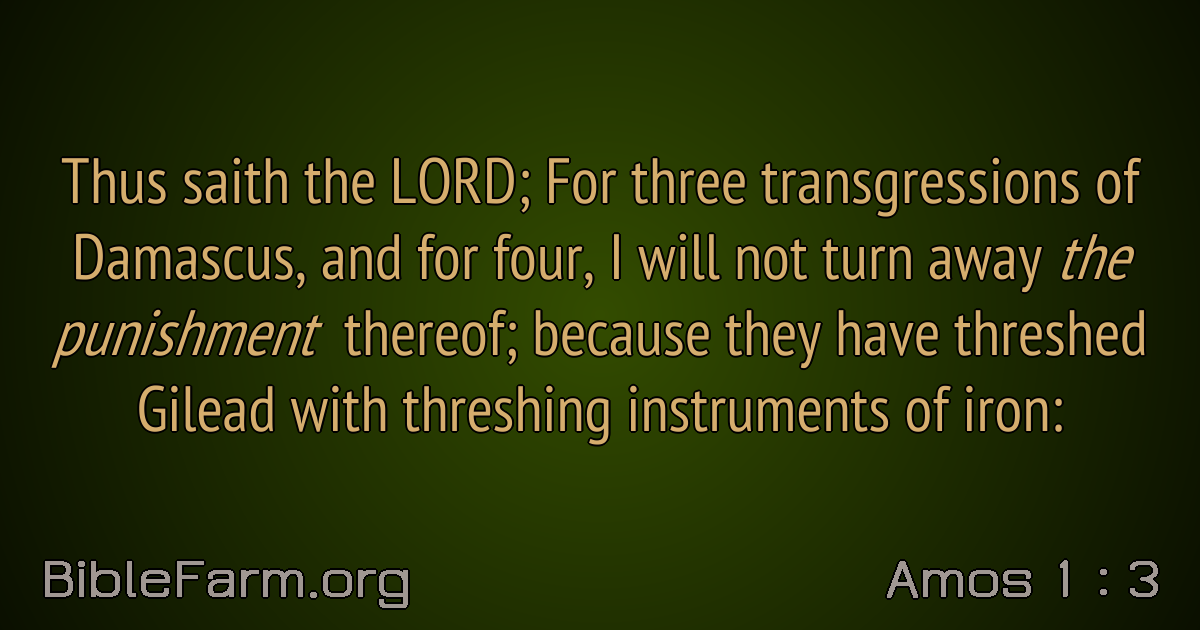 Thus saith the LORD; For three transgressions of
Damascus, and for four, I will not turn away the
punishment thereof; because they have threshed
Gilead with threshing instruments of iron:
BibleFarm.org
Amos 1 : 3